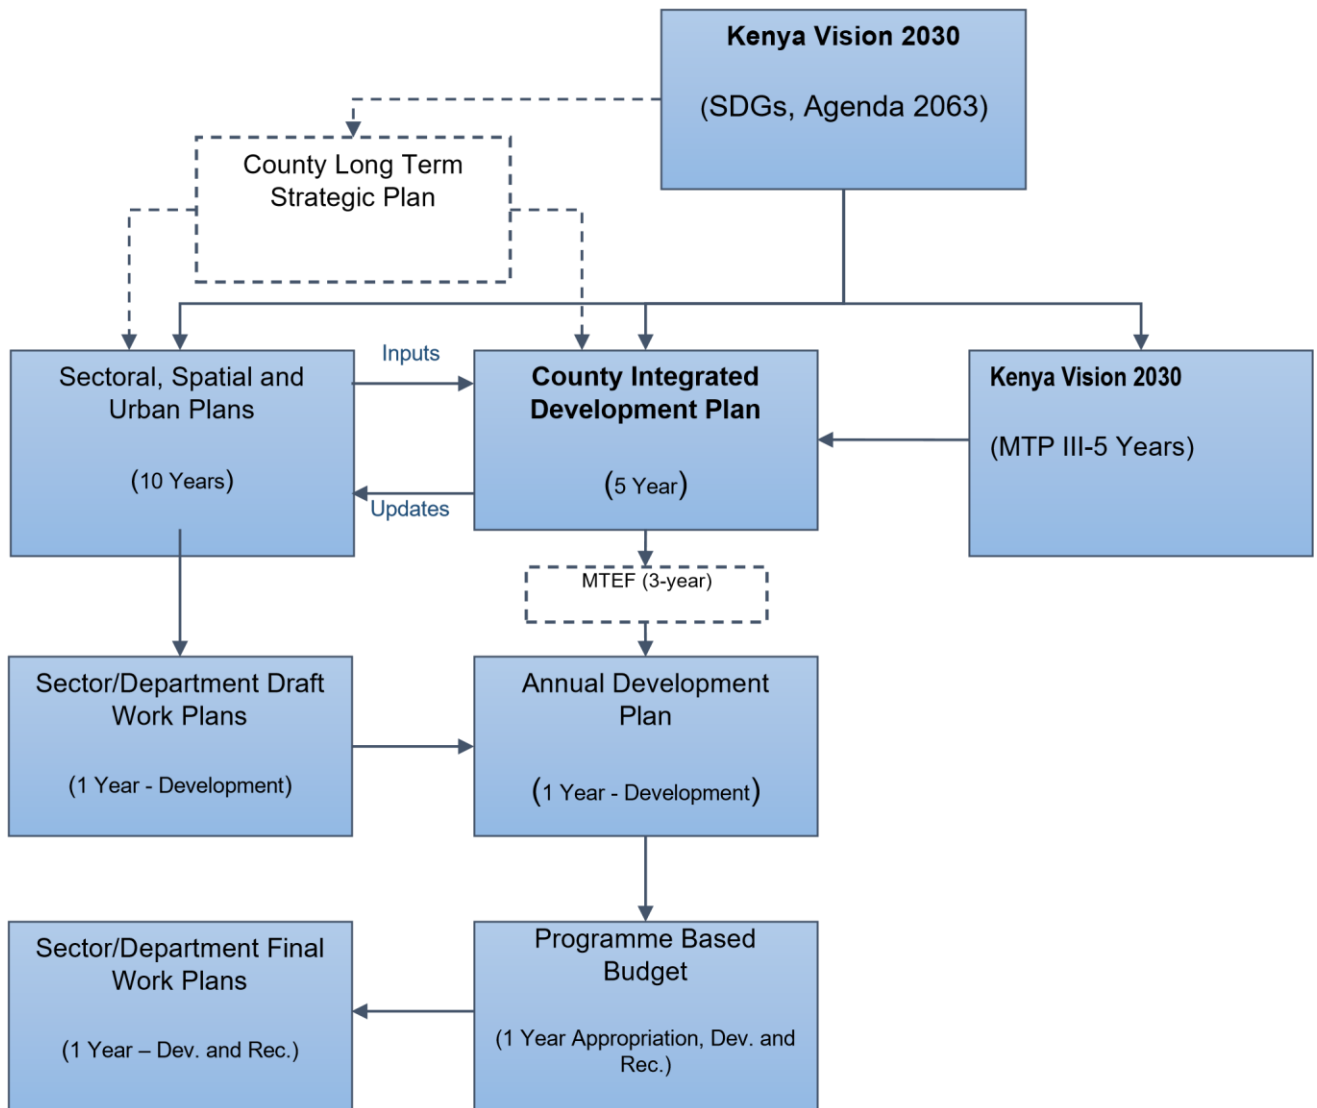 Kenya Vision 2030
(SDGs, Agenda 2063)
County Long Term
Strategic Plan
Sectoral, Spatial and
Urban Plans
(10 Years)
Inputs
Updates
County Integrated
Development Plan
(5 Year)
Kenya Vision 2030
(MTP III-5 Years)
MTEF (3-year)
Sector/Department Draft
Work Plans
(1 Year - Development)
Annual Development
Plan
(1 Year - Development)
Sector/Department Final
Work Plans
(1 Year – Dev. and Rec.)
Programme Based
Budget
(1 Year Appropriation, Dev. and
Rec.)